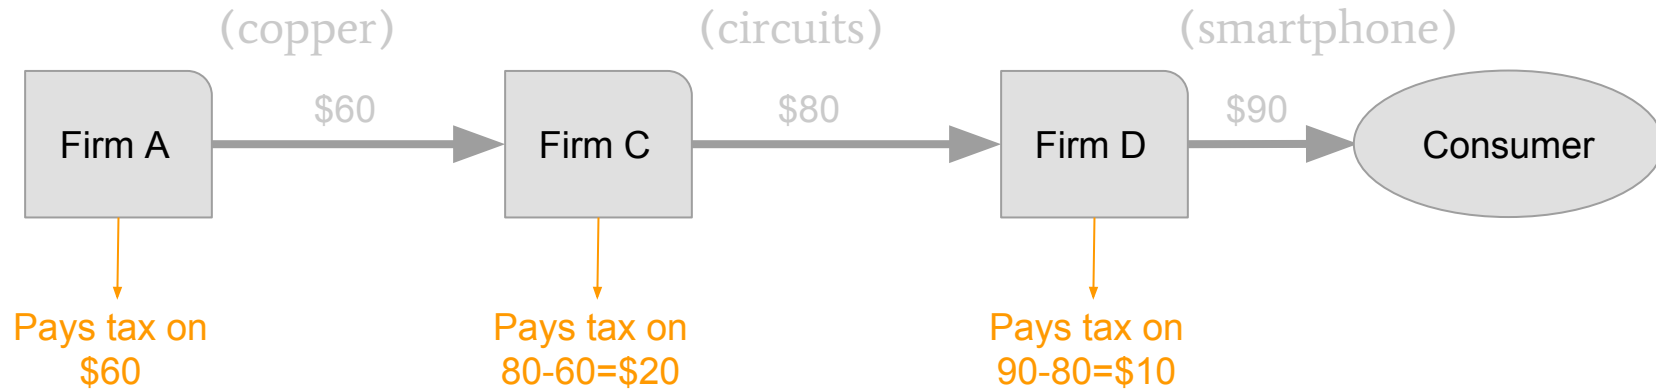 (copper) (circuits) (smartphone)
$60 $80 $90
Firm A Firm C Firm D Consumer
Pays tax on Pays tax on Pays tax on
$60 80-60=$20 90-80=$10